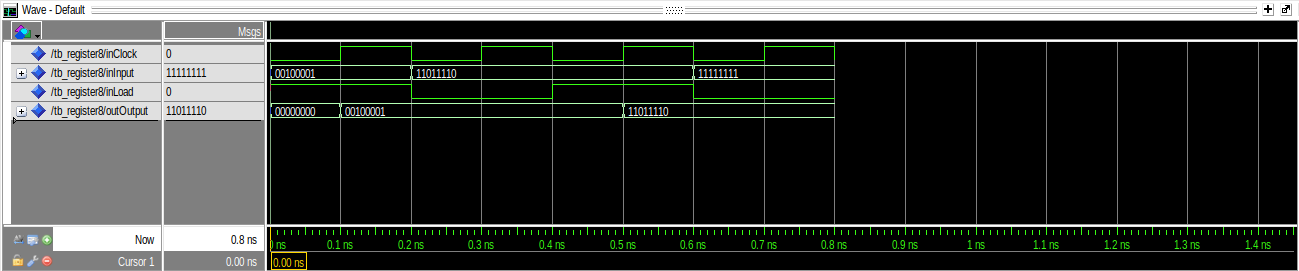 Wave - Default
Msgs
/tb_register8/inClock 0
/tb_register8/inInput 11111111 00100001 11011110 11111111
/tb_register8/inLoad 0
/tb_register8/outOutput 11011110 00000000 00100001 11011110
Now 0.8 ns ns 0.1 ns 0.2 ns 0.3 ns 0.4 ns 0.5 ns 0.6 ns 0.7 ns 0.8 ns 0.9 ns 1 ns 1.1 ns 1.2 ns 1.3 ns 1.4 ns
Cursor 1 0.00 ns 0.00 ns